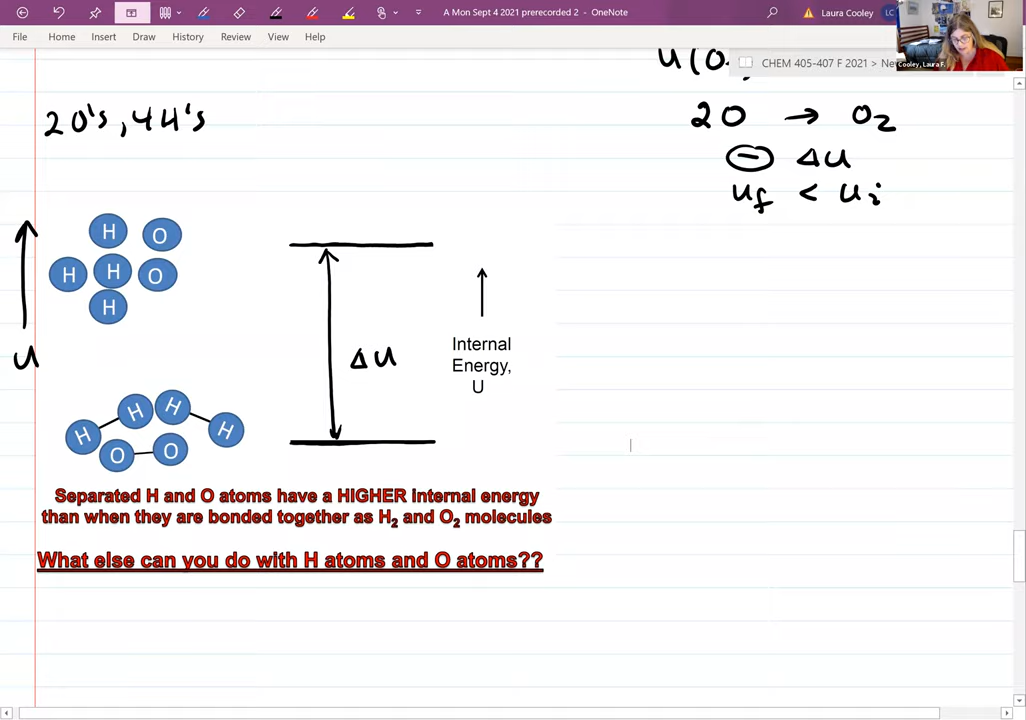 A Mon Sept 4 2021 prerecorded 2 - OneNote
Laura Cooley
LC
File Home Insert Draw History Review View Help
Cooley, Laura F.
CHEM 405-407 F 2021 >
20's, 44's
2O → O2
⊖ ΔU
Uf < Ui
H O
H H O
H
U
ΔU
Internal
Energy,
U
H H H H
O O
Separated H and O atoms have a HIGHER internal energy
than when they are bonded together as H2 and O2 molecules
What else can you do with H atoms and O atoms??